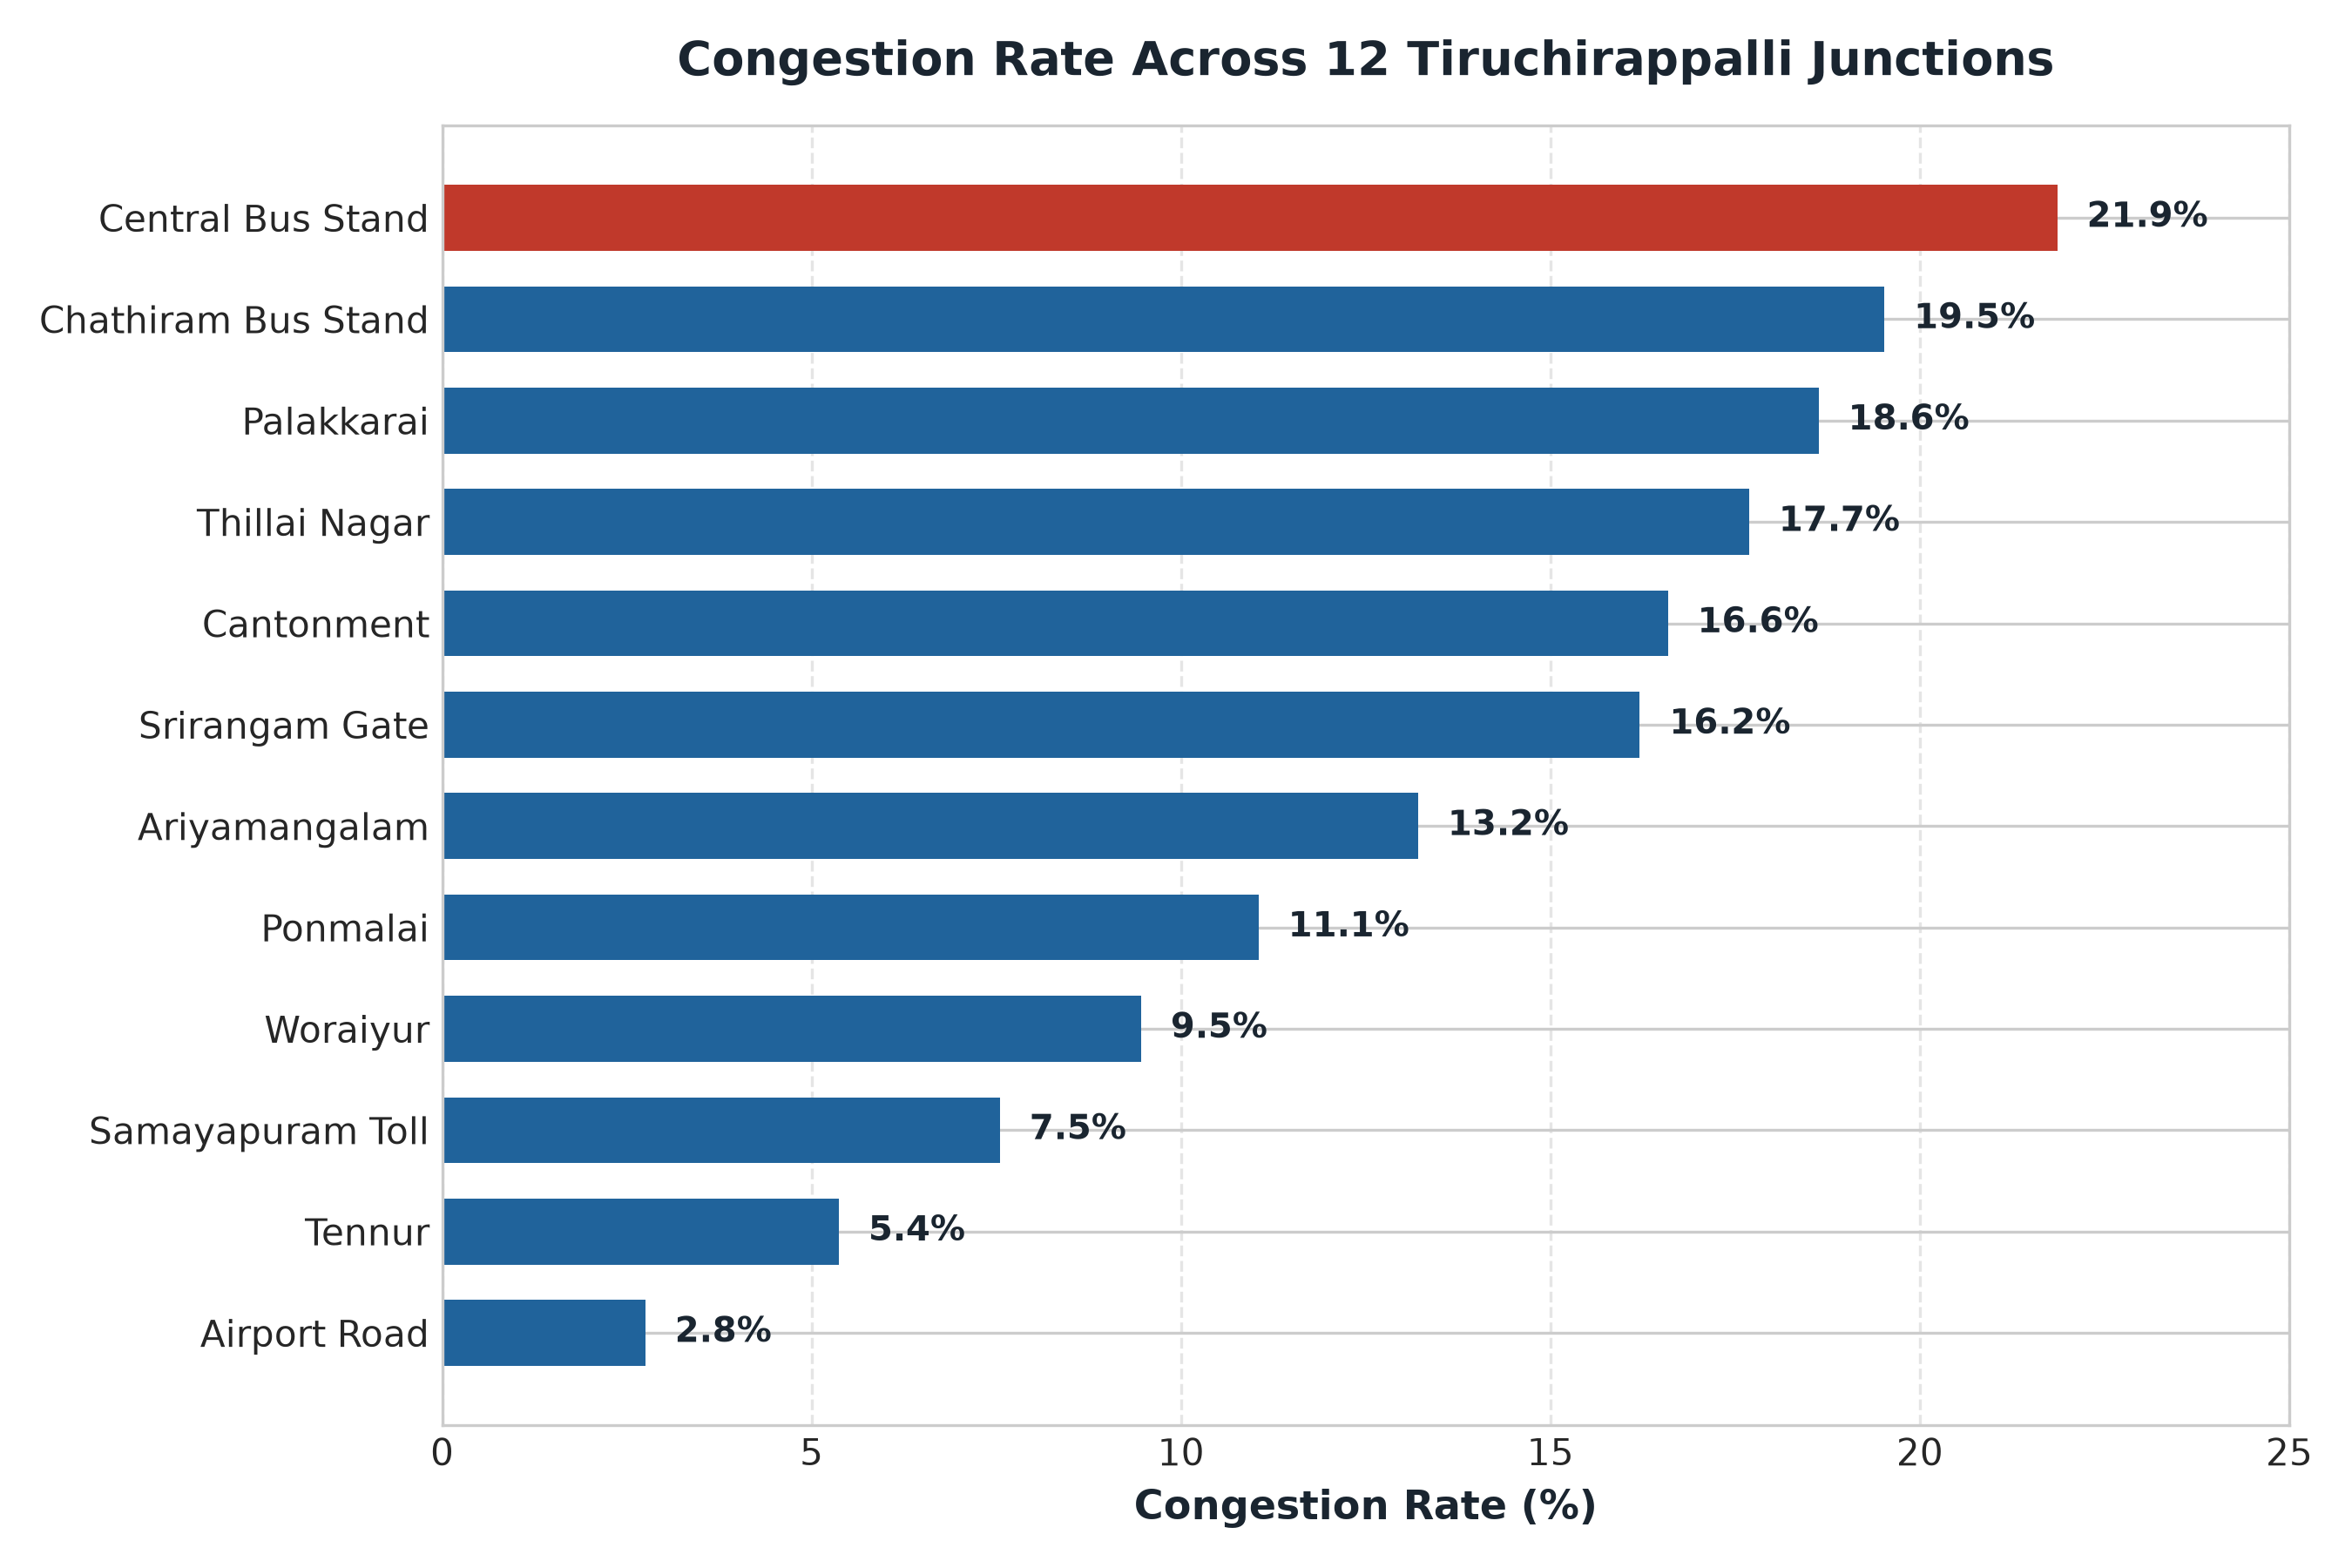 Congestion Rate Across 12 Tiruchirappalli Junctions
Central Bus Stand 21.9%
Chathiram Bus Stand 19.5%
Palakkarai 18.6%
Thillai Nagar 17.7%
Cantonment 16.6%
Srirangam Gate 16.2%
Ariyamangalam 13.2%
Ponmalai 11.1%
Woraiyur 9.5%
Samayapuram Toll 7.5%
Tennur 5.4%
Airport Road 2.8%
0 5 10 15 20 25
Congestion Rate (%)